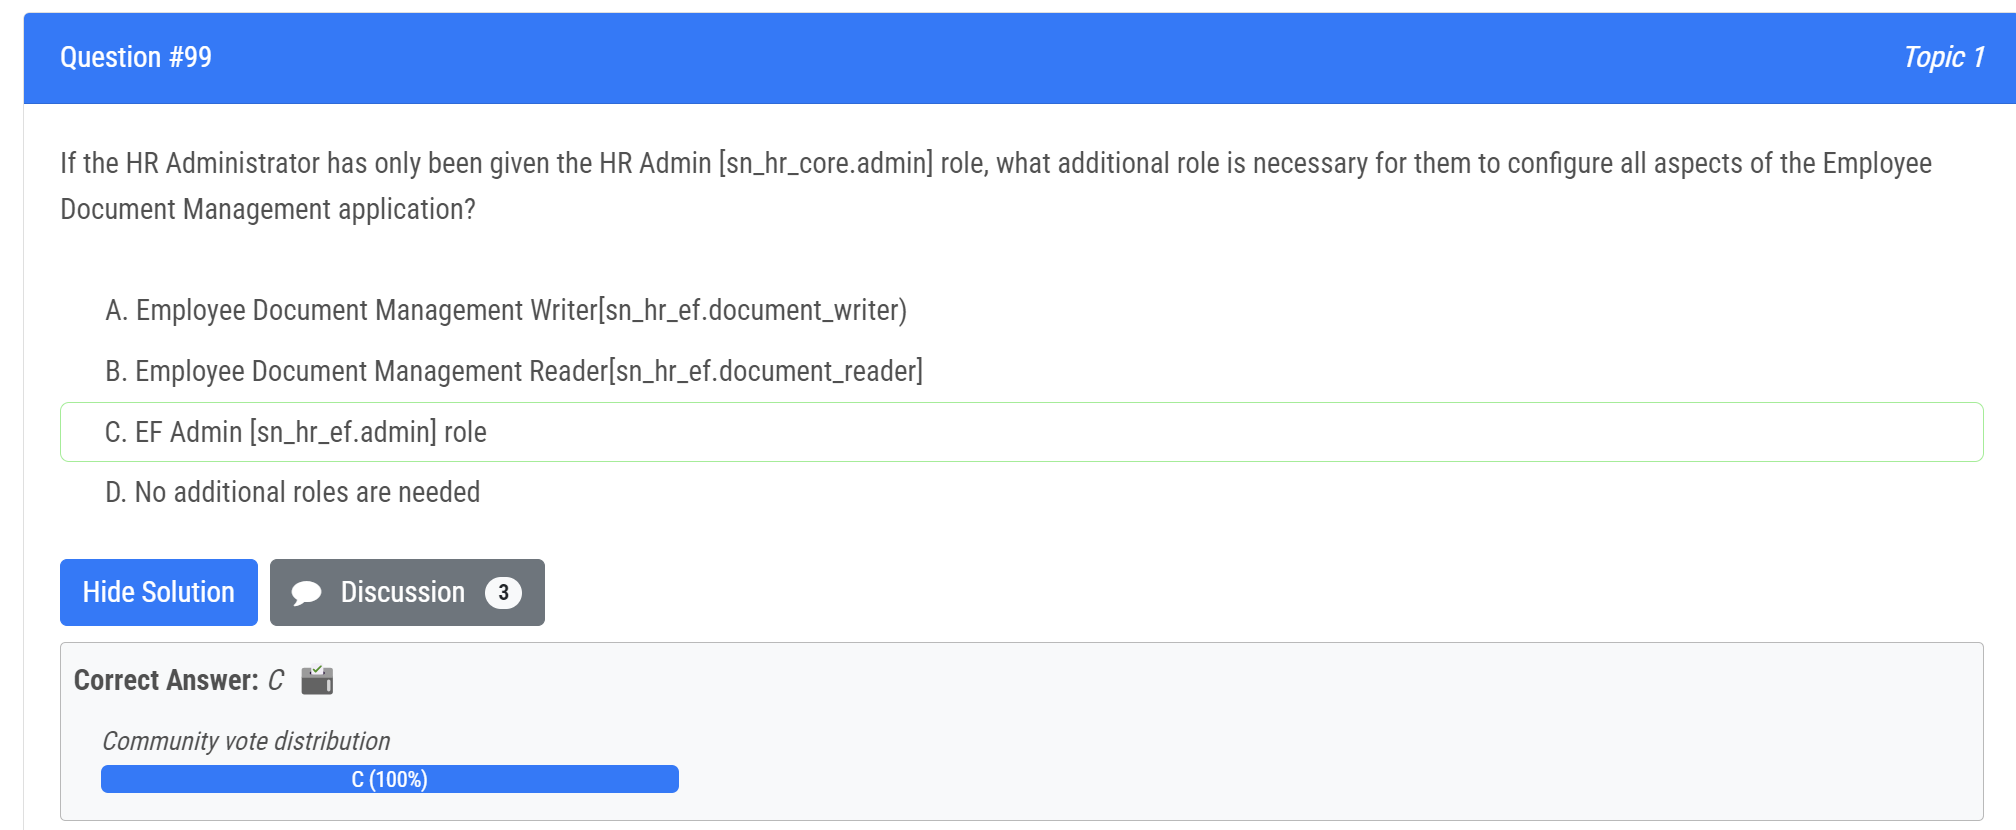 Question #99
Topic 1
If the HR Administrator has only been given the HR Admin [sn_hr_core.admin] role, what additional role is necessary for them to configure all aspects of the Employee
Document Management application?
A. Employee Document Management Writer[sn_hr_ef.document_writer)
B. Employee Document Management Reader[sn_hr_ef.document_reader]
C. EF Admin [sn_hr_ef.admin] role
D. No additional roles are needed
Hide Solution
Discussion 3
Correct Answer: C
Community vote distribution
C (100%)